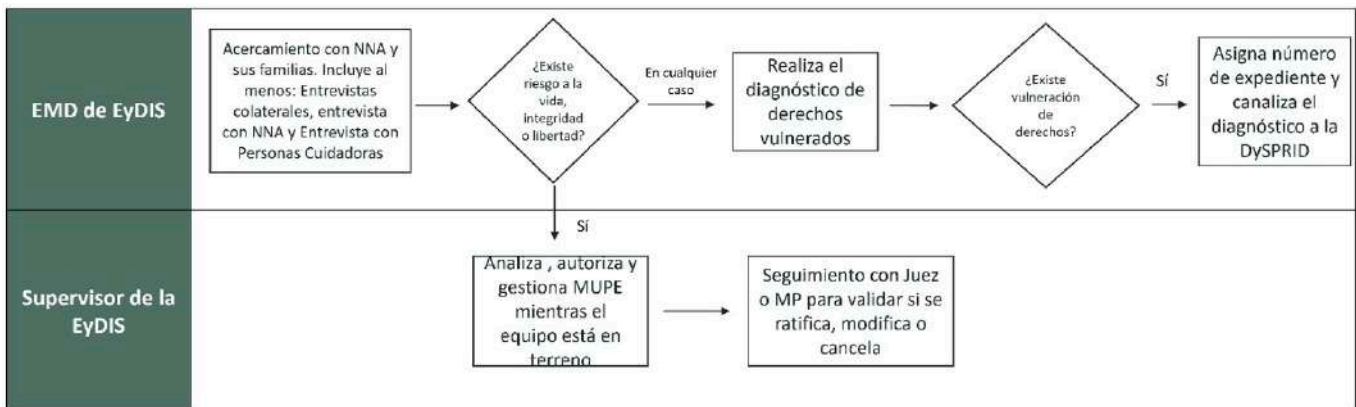 EMD de EyDIS
Acercamiento con NNA y
sus familias. Incluye al
menos: Entrevistas
colaterales, entrevista
con NNA y Entrevista con
Personas Cuidadoras
¿Existe
riesgo a la
vida,
integridad
o libertad?
En cualquier
caso
Realiza el
diagnóstico de
derechos
vulnerados
¿Existe
vulneración
de
derechos?
Sí
Asigna número
de expediente y
canaliza el
diagnóstico a la
DySPRID
Supervisor de la
EyDIS
Sí
Analiza , autoriza y
gestiona MUPE
mientras el
equipo está en
terreno
Seguimiento con Juez
o MP para validar si se
ratifica, modifica o
cancela